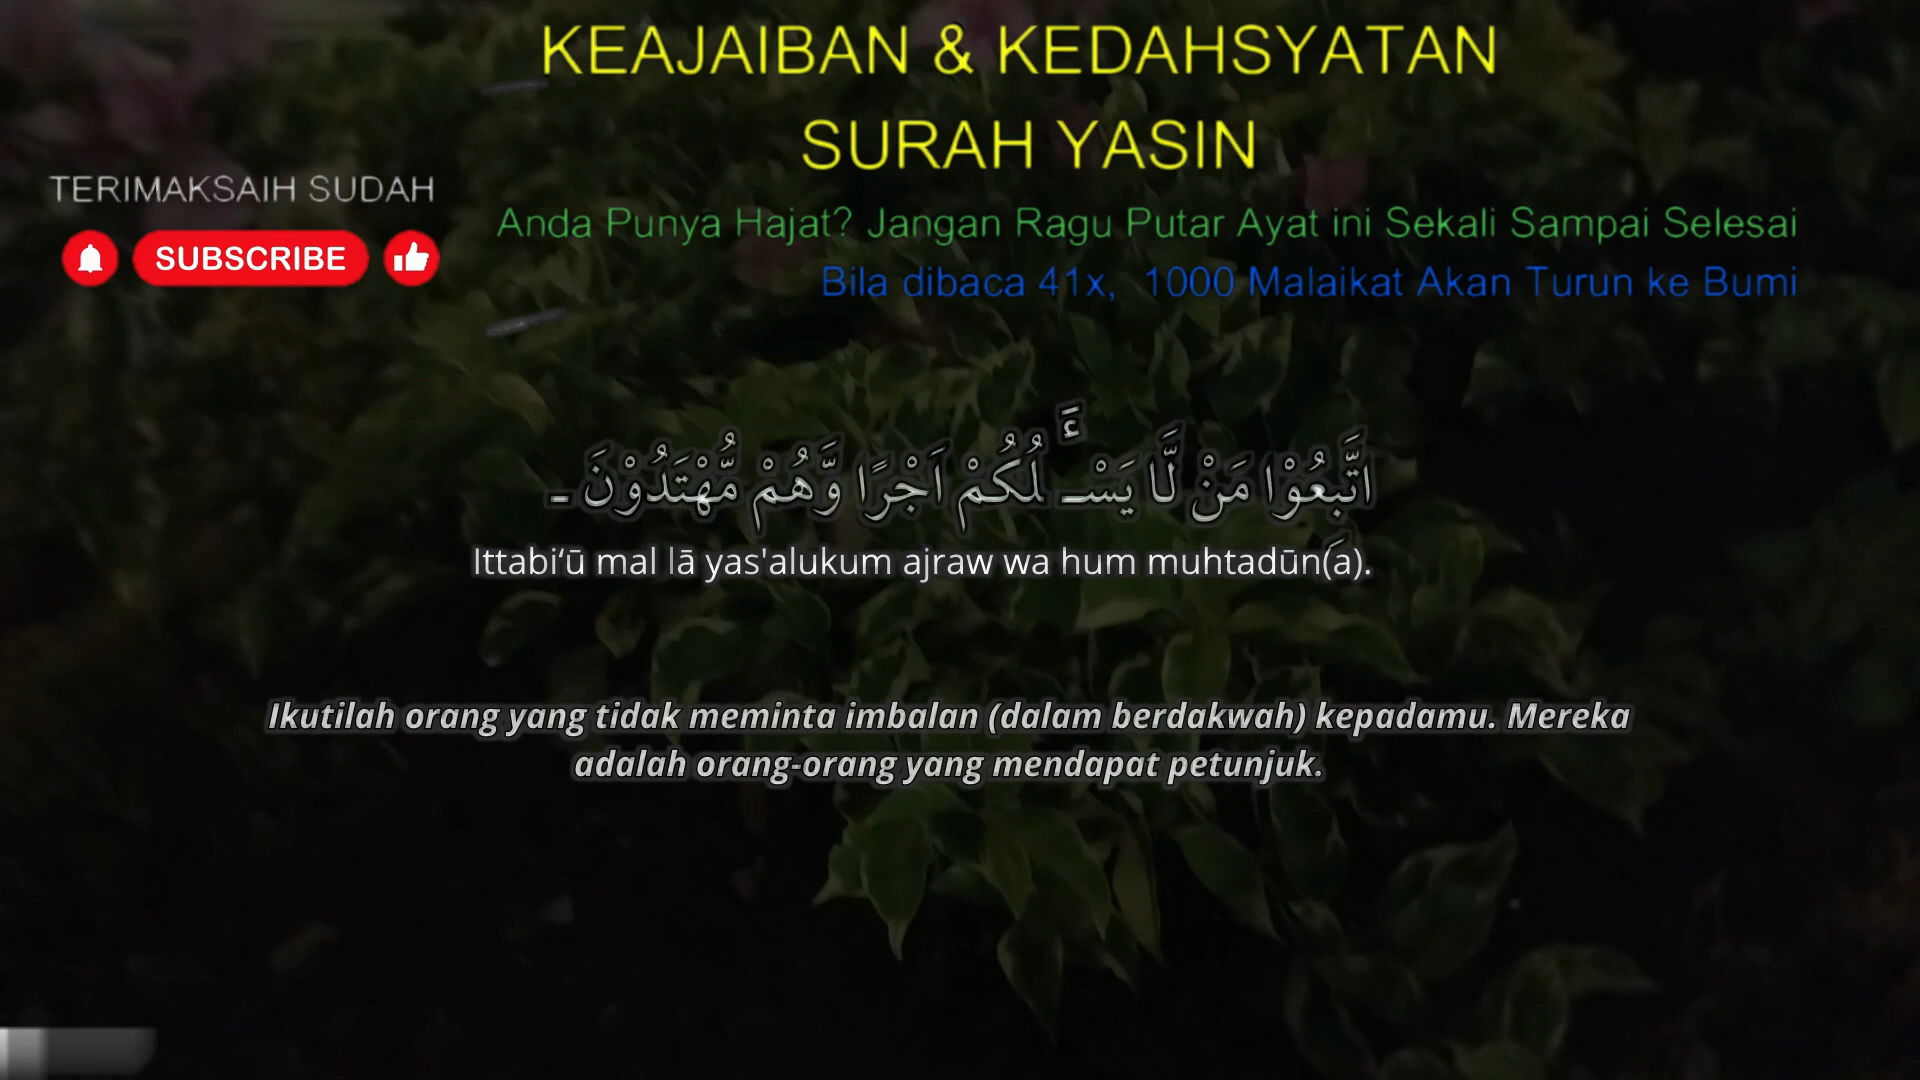 KEAJAIBAN & KEDAHSYATAN
SURAH YASIN
TERIMAKSAIH SUDAH
SUBSCRIBE
Anda Punya Hajat? Jangan Ragu Putar Ayat ini Sekali Sampai Selesai
Bila dibaca 41x, 1000 Malaikat Akan Turun ke Bumi
اتَّبِعُوْا مَنْ لَّا يَسْـَٔلُكُمْ اَجْرًا وَّهُمْ مُّهْتَدُوْنَ ۔
Ittabi‘ū mal lā yas'alukum ajraw wa hum muhtadūn(a).
Ikutilah orang yang tidak meminta imbalan (dalam berdakwah) kepadamu. Mereka
adalah orang-orang yang mendapat petunjuk.